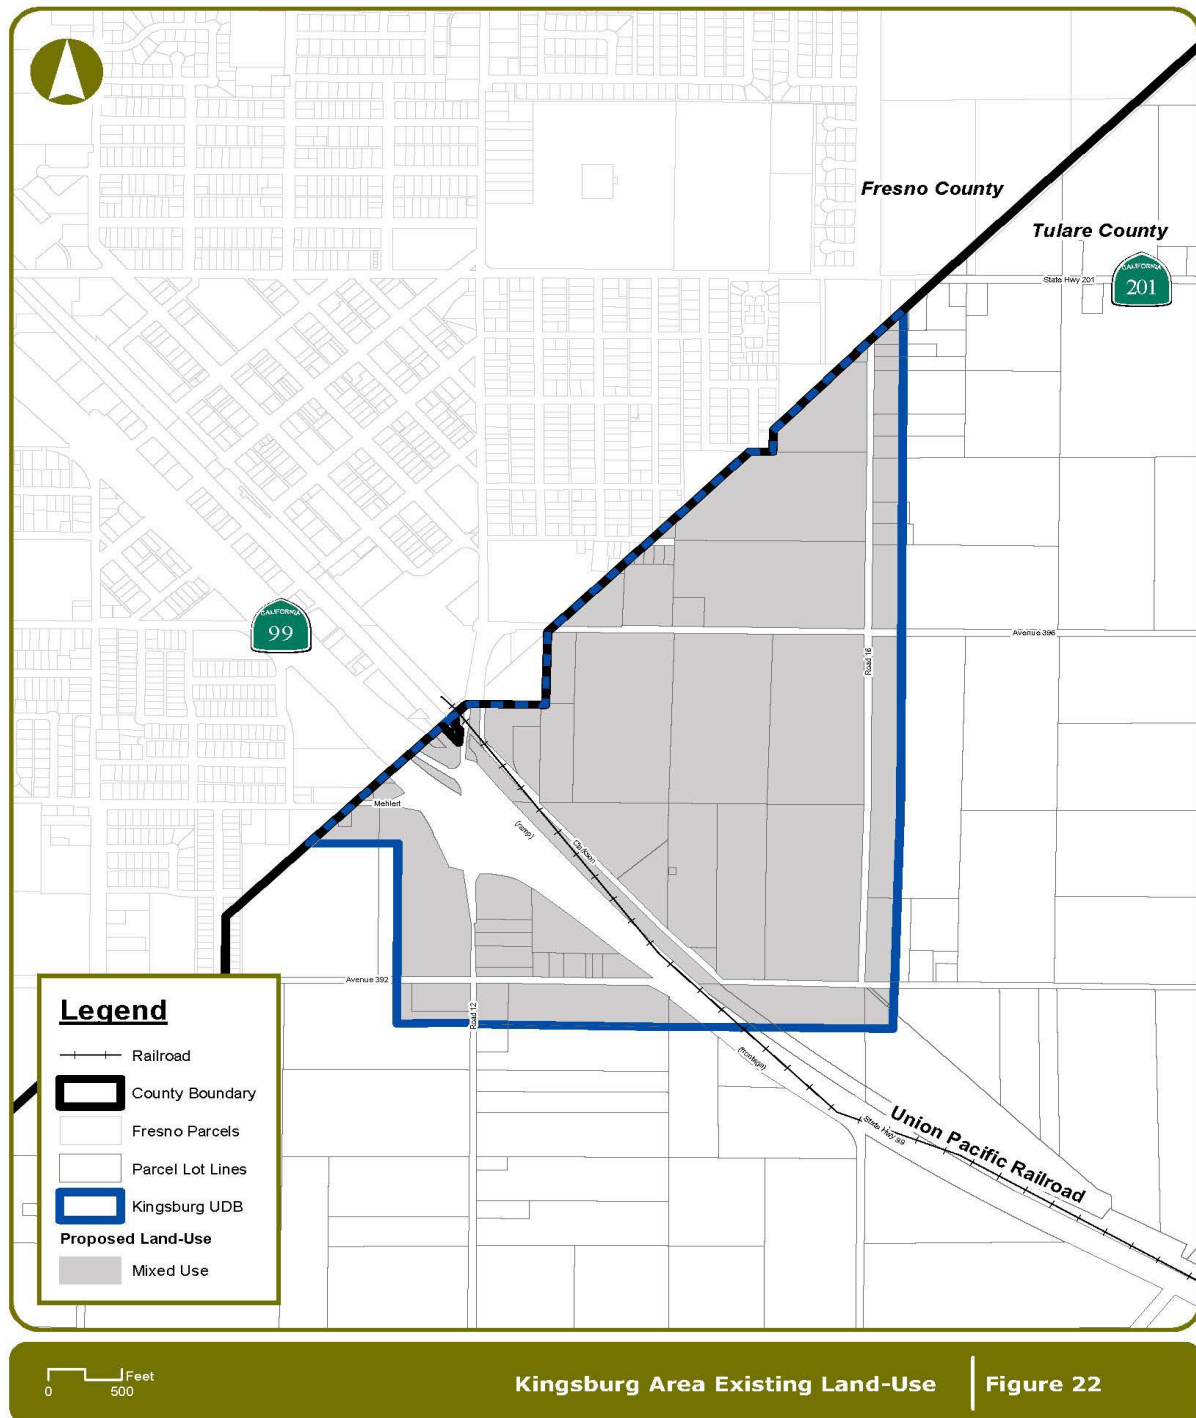 Fresno County
Tulare County
State Hwy 201
CALIFORNIA
201
CALIFORNIA
99
Avenue 396
Road 16
Mehlert
(ramp)
Clarkson
Avenue 392
Road 12
(frontage)
State Hwy 99
Union Pacific Railroad
Legend
Railroad
County Boundary
Fresno Parcels
Parcel Lot Lines
Kingsburg UDB
Proposed Land-Use
Mixed Use
Feet
0 500
Kingsburg Area Existing Land-Use Figure 22